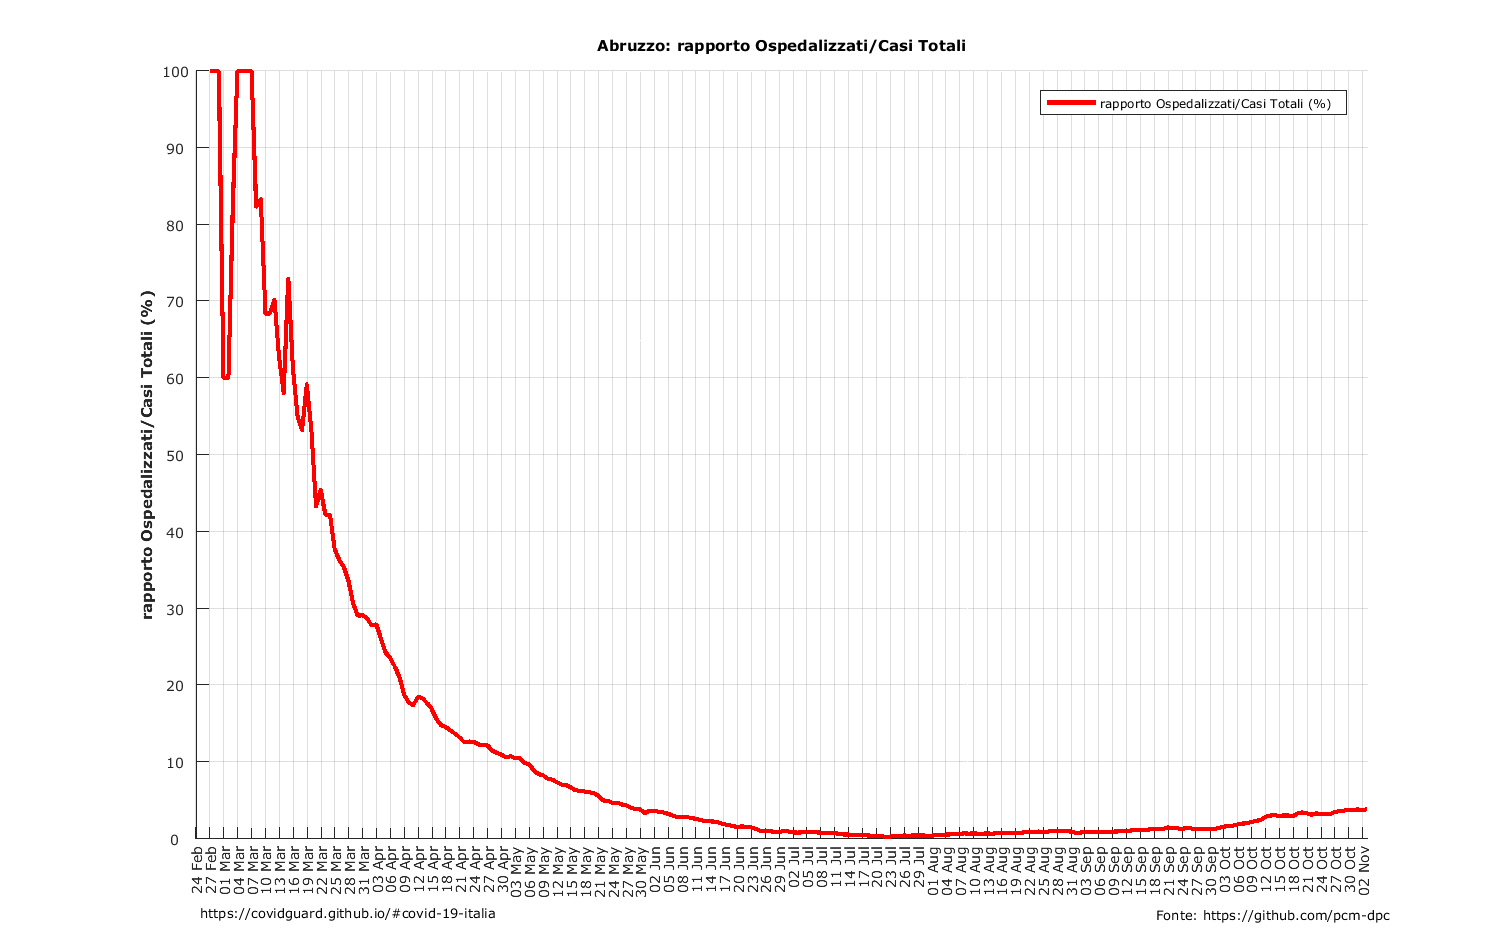 Abruzzo: rapporto Ospedalizzati/Casi Totali
rapporto Ospedalizzati/Casi Totali (%)
rapporto Ospedalizzati/Casi Totali (%)
100
90
80
70
60
50
40
30
20
10
0
24 Feb
27 Feb
01 Mar
04 Mar
07 Mar
10 Mar
13 Mar
16 Mar
19 Mar
22 Mar
25 Mar
28 Mar
31 Mar
03 Apr
06 Apr
09 Apr
12 Apr
15 Apr
18 Apr
21 Apr
24 Apr
27 Apr
30 Apr
03 May
06 May
09 May
12 May
15 May
18 May
21 May
24 May
27 May
30 May
02 Jun
05 Jun
08 Jun
11 Jun
14 Jun
17 Jun
20 Jun
23 Jun
26 Jun
29 Jun
02 Jul
05 Jul
08 Jul
11 Jul
14 Jul
17 Jul
20 Jul
23 Jul
26 Jul
29 Jul
01 Aug
04 Aug
07 Aug
10 Aug
13 Aug
16 Aug
19 Aug
22 Aug
25 Aug
28 Aug
31 Aug
03 Sep
06 Sep
09 Sep
12 Sep
15 Sep
18 Sep
21 Sep
24 Sep
27 Sep
30 Sep
03 Oct
06 Oct
09 Oct
12 Oct
15 Oct
18 Oct
21 Oct
24 Oct
27 Oct
30 Oct
02 Nov
https://covidguard.github.io/#covid-19-italia
Fonte: https://github.com/pcm-dpc